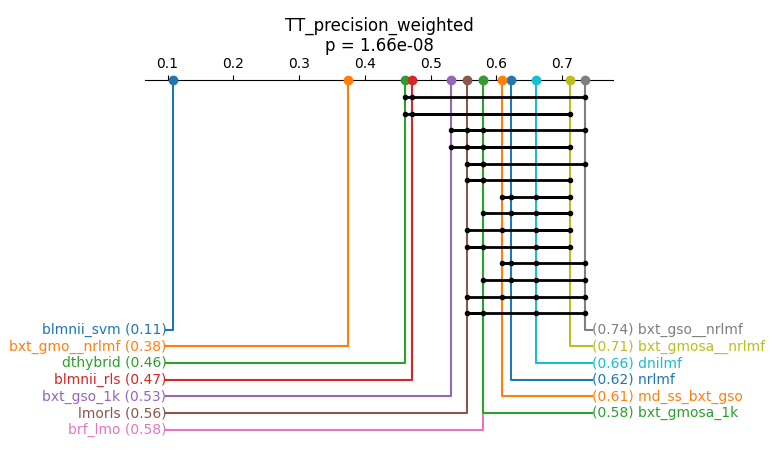 TT_precision_weighted
p = 1.66e-08
0.1 0.2 0.3 0.4 0.5 0.6 0.7
blmnii_svm (0.11) (0.74) bxt_gso__nrlmf
bxt_gmo__nrlmf (0.38) (0.71) bxt_gmosa__nrlmf
dthybrid (0.46) (0.66) dnilmf
blmnii_rls (0.47) (0.62) nrlmf
bxt_gso_1k (0.53) (0.61) md_ss_bxt_gso
lmorls (0.56) (0.58) bxt_gmosa_1k
brf_lmo (0.58)